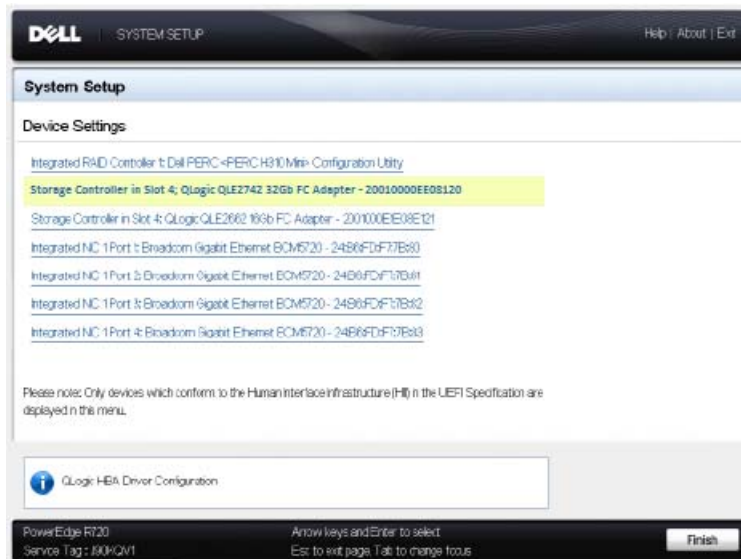 DELL
SYSTEM SETUP
Help | About | Exit
System Setup
Device Settings
Integrated RAID Controller 1: Dell PERC <PERC H310 Mini> Configuration Utility
Storage Controller in Slot 4; QLogic QLE2742 32Gb FC Adapter - 20010000EE08120
Storage Controller in Slot 4: QLogic QLE2662 16Gb FC Adapter - 2001000E1E08E121
Integrated NIC 1 Port 1: Broadcom Gigabit Ethernet BCM5720 -
Integrated NIC 1 Port 2: Broadcom Gigabit Ethernet BCM5720 -
Integrated NIC 1 Port 3: Broadcom Gigabit Ethernet BCM5720 -
Integrated NIC 1 Port 4: Broadcom Gigabit Ethernet BCM5720 -
Please note: Only devices which conform to the Human Interface Infrastructure (HII) in the UEFI Specification are
displayed in this menu.
QLogic HBA Driver Configuration
PowerEdge R720
Service Tag : J90KQV1
Arrow keys and Enter to select
Esc to exit page, Tab to change focus
Finish